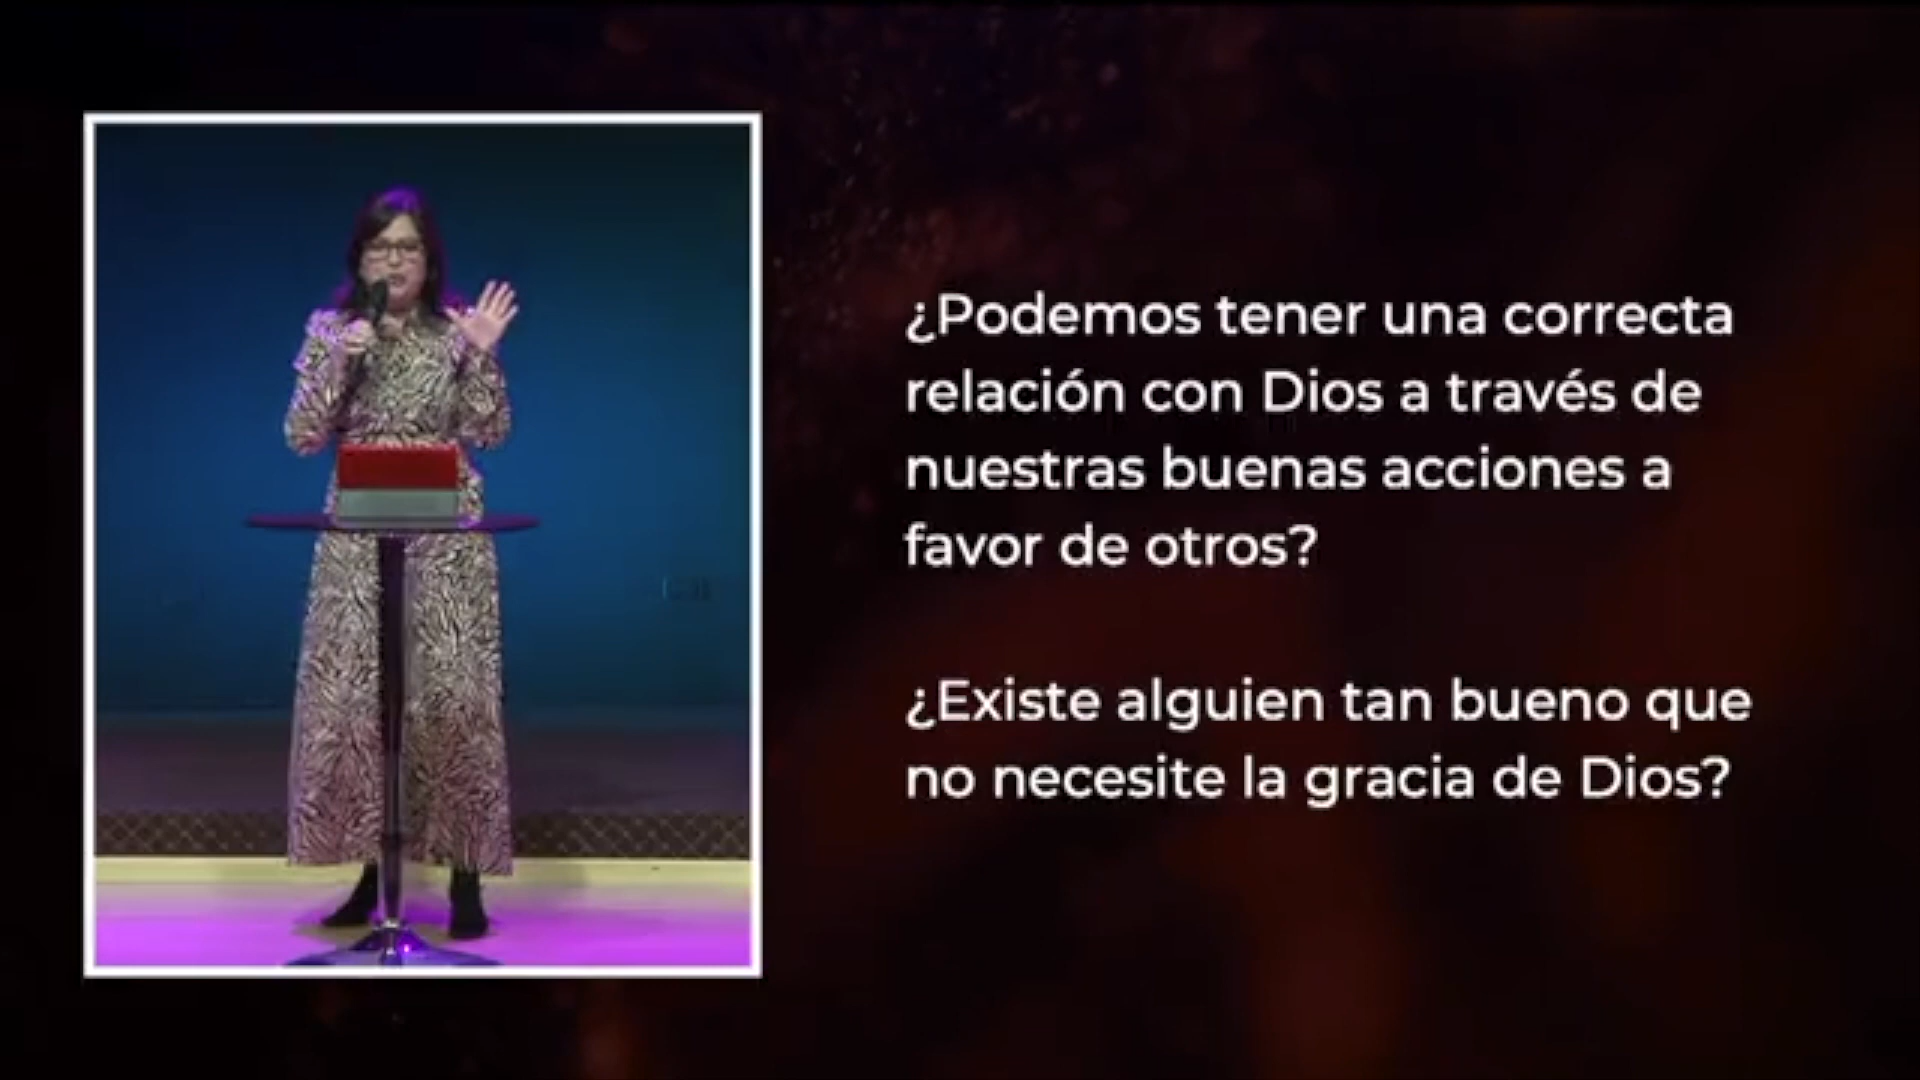 ¿Podemos tener una correcta
relación con Dios a través de
nuestras buenas acciones a
favor de otros?
¿Existe alguien tan bueno que
no necesite la gracia de Dios?